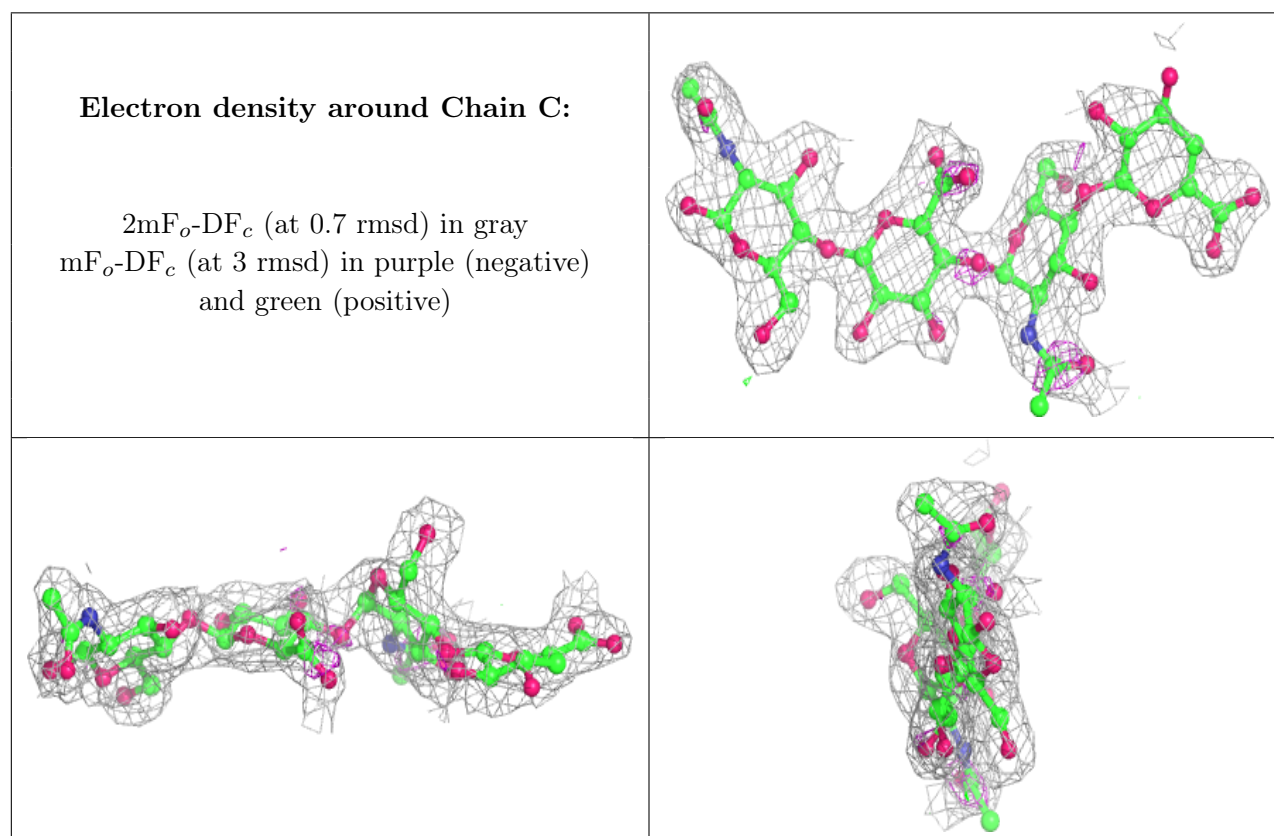 Electron density around Chain C:
2mFₒ-DF𝒸 (at 0.7 rmsd) in gray
mFₒ-DF𝒸 (at 3 rmsd) in purple (negative)
and green (positive)